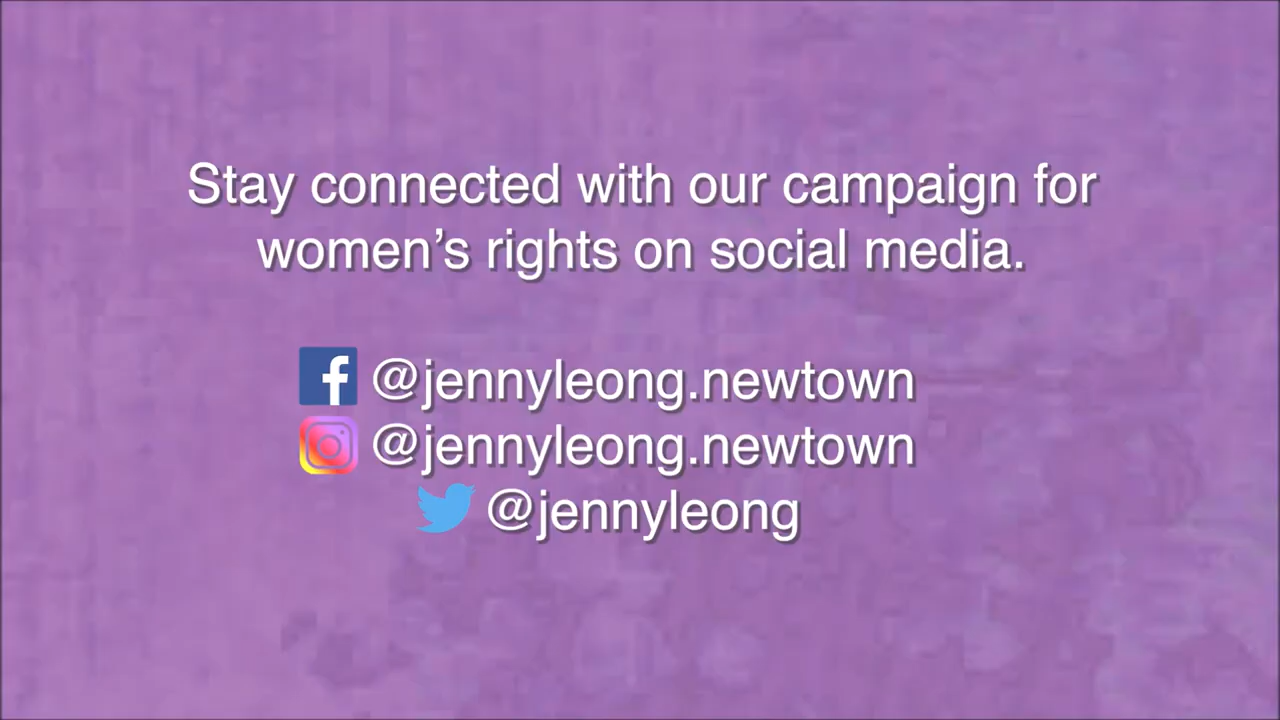 Stay connected with our campaign for
women’s rights on social media.
@jennyleong.newtown
@jennyleong.newtown
@jennyleong